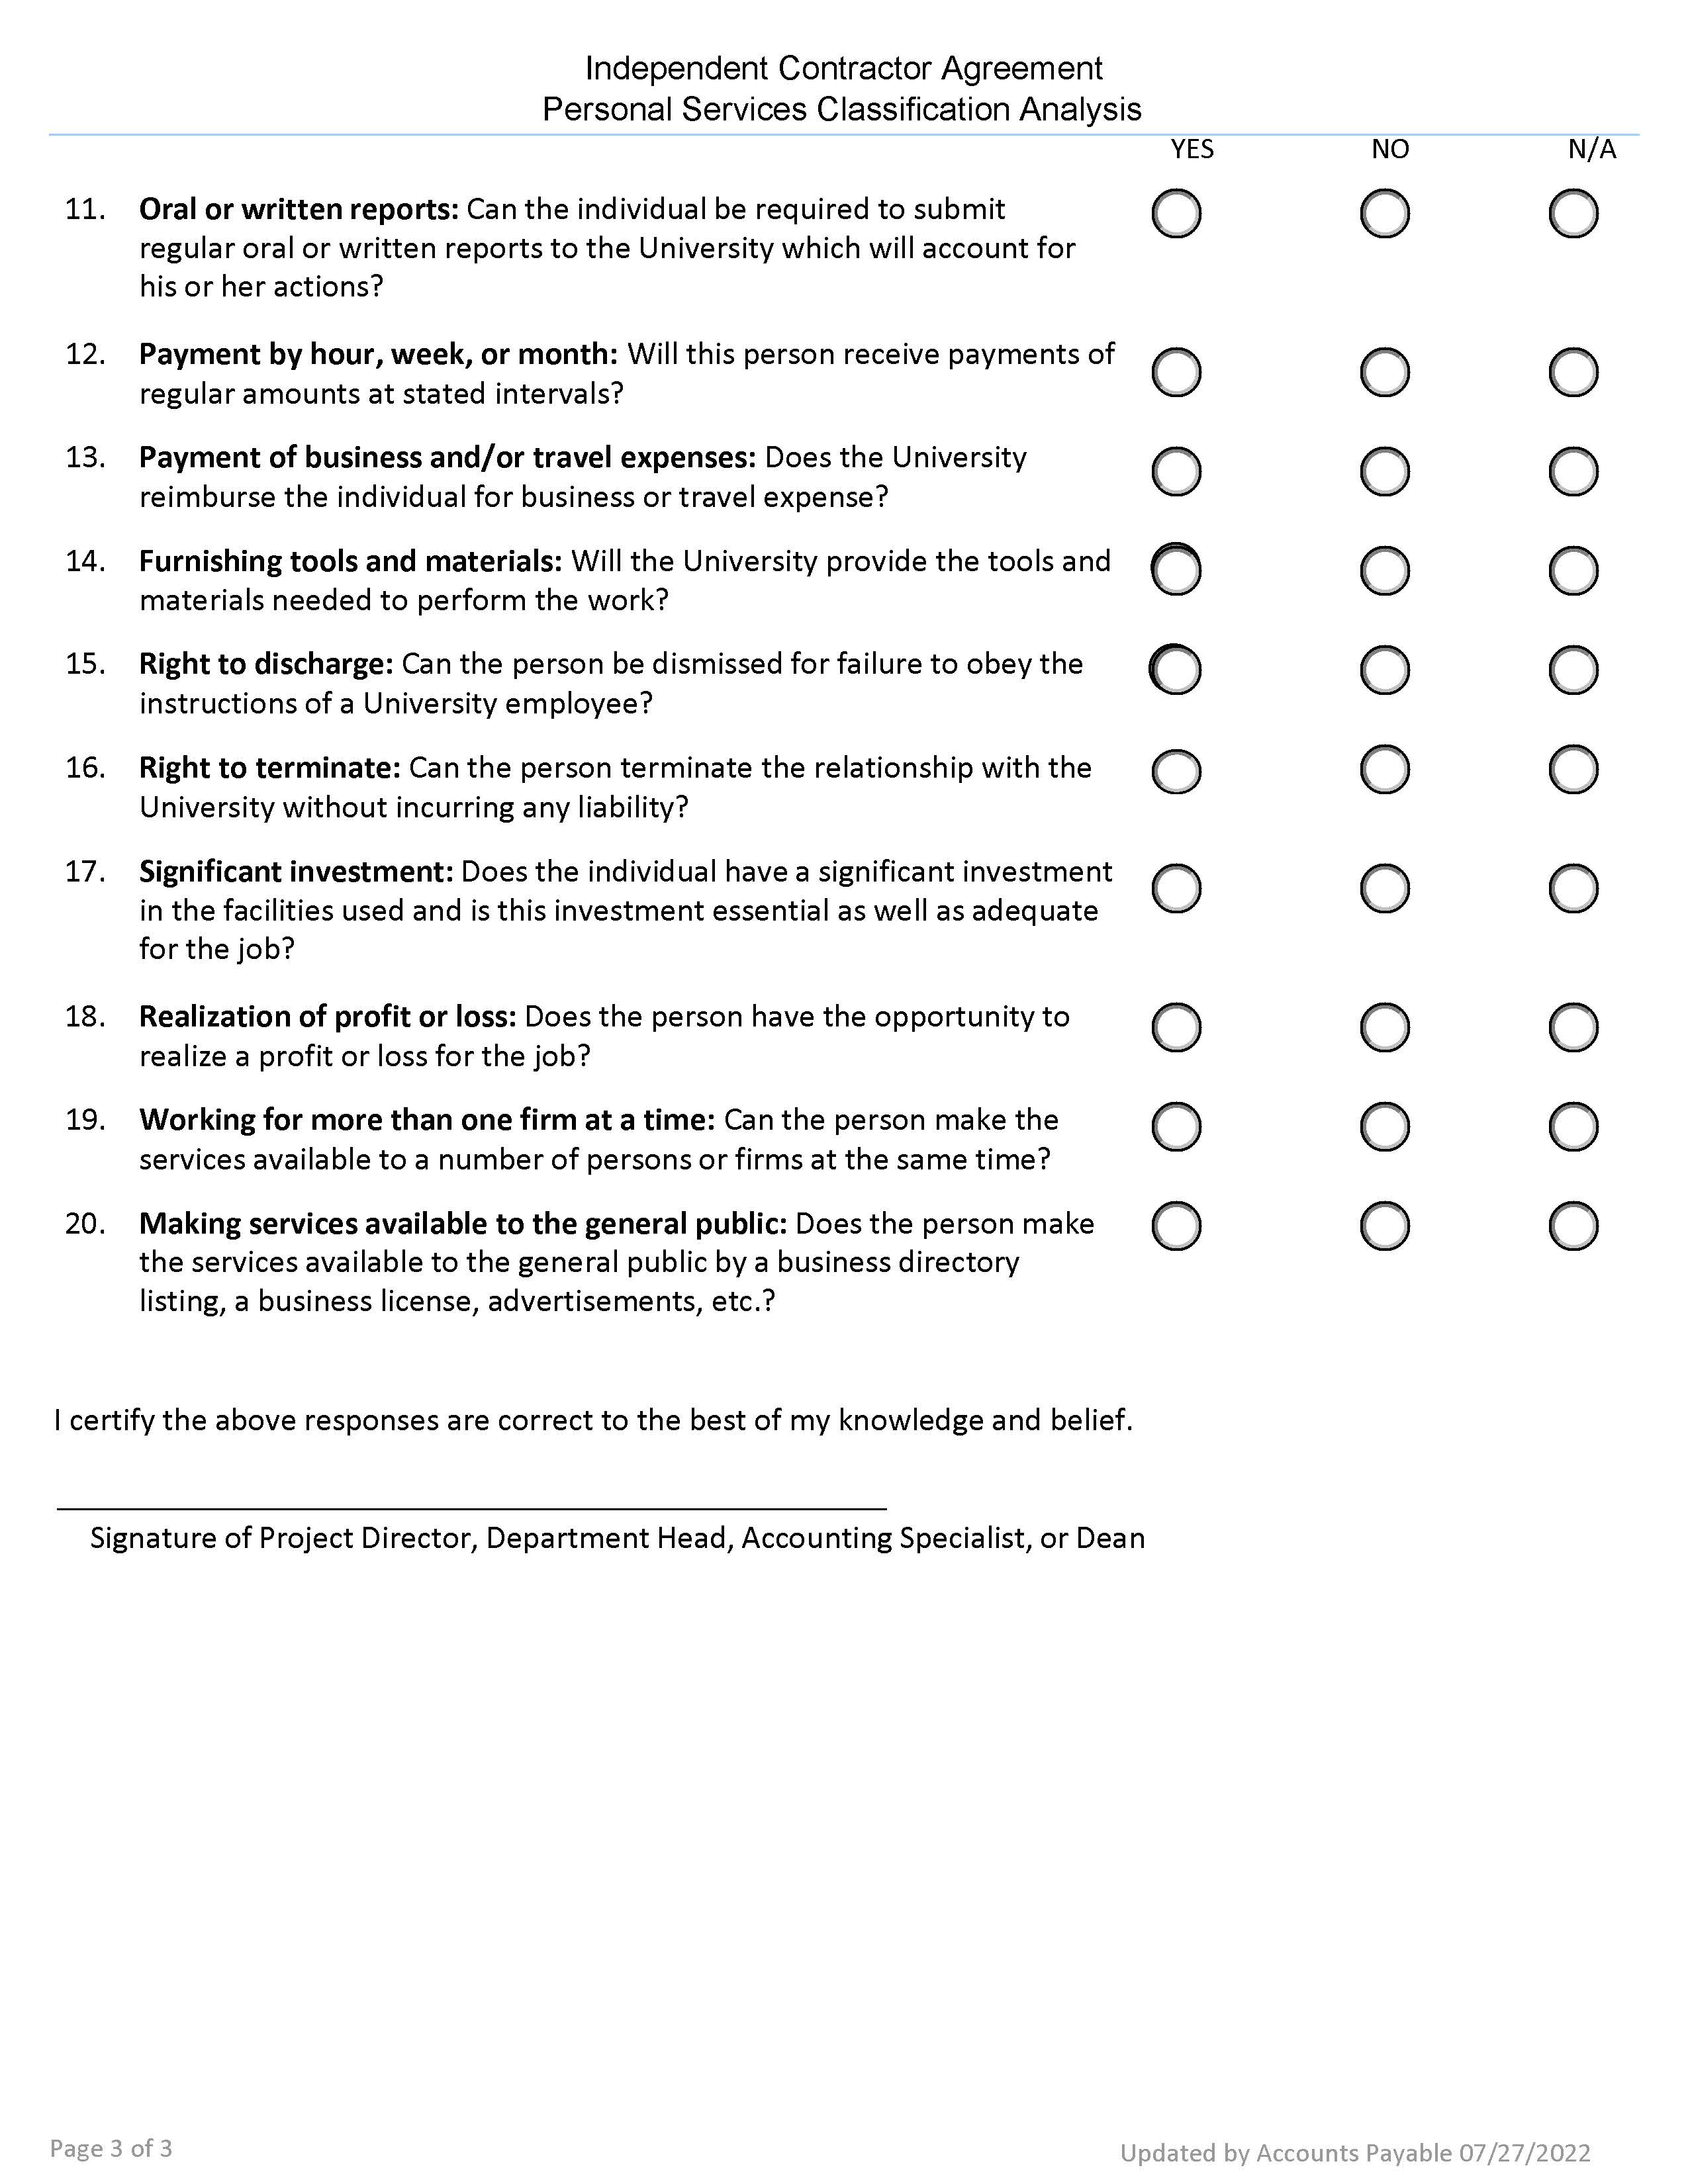 Independent Contractor Agreement
Personal Services Classification Analysis
YES NO N/A
11. Oral or written reports: Can the individual be required to submit
regular oral or written reports to the University which will account for
his or her actions?
12. Payment by hour, week, or month: Will this person receive payments of
regular amounts at stated intervals?
13. Payment of business and/or travel expenses: Does the University
reimburse the individual for business or travel expense?
14. Furnishing tools and materials: Will the University provide the tools and
materials needed to perform the work?
15. Right to discharge: Can the person be dismissed for failure to obey the
instructions of a University employee?
16. Right to terminate: Can the person terminate the relationship with the
University without incurring any liability?
17. Significant investment: Does the individual have a significant investment
in the facilities used and is this investment essential as well as adequate
for the job?
18. Realization of profit or loss: Does the person have the opportunity to
realize a profit or loss for the job?
19. Working for more than one firm at a time: Can the person make the
services available to a number of persons or firms at the same time?
20. Making services available to the general public: Does the person make
the services available to the general public by a business directory
listing, a business license, advertisements, etc.?
I certify the above responses are correct to the best of my knowledge and belief.
Signature of Project Director, Department Head, Accounting Specialist, or Dean
Page 3 of 3
Updated by Accounts Payable 07/27/2022